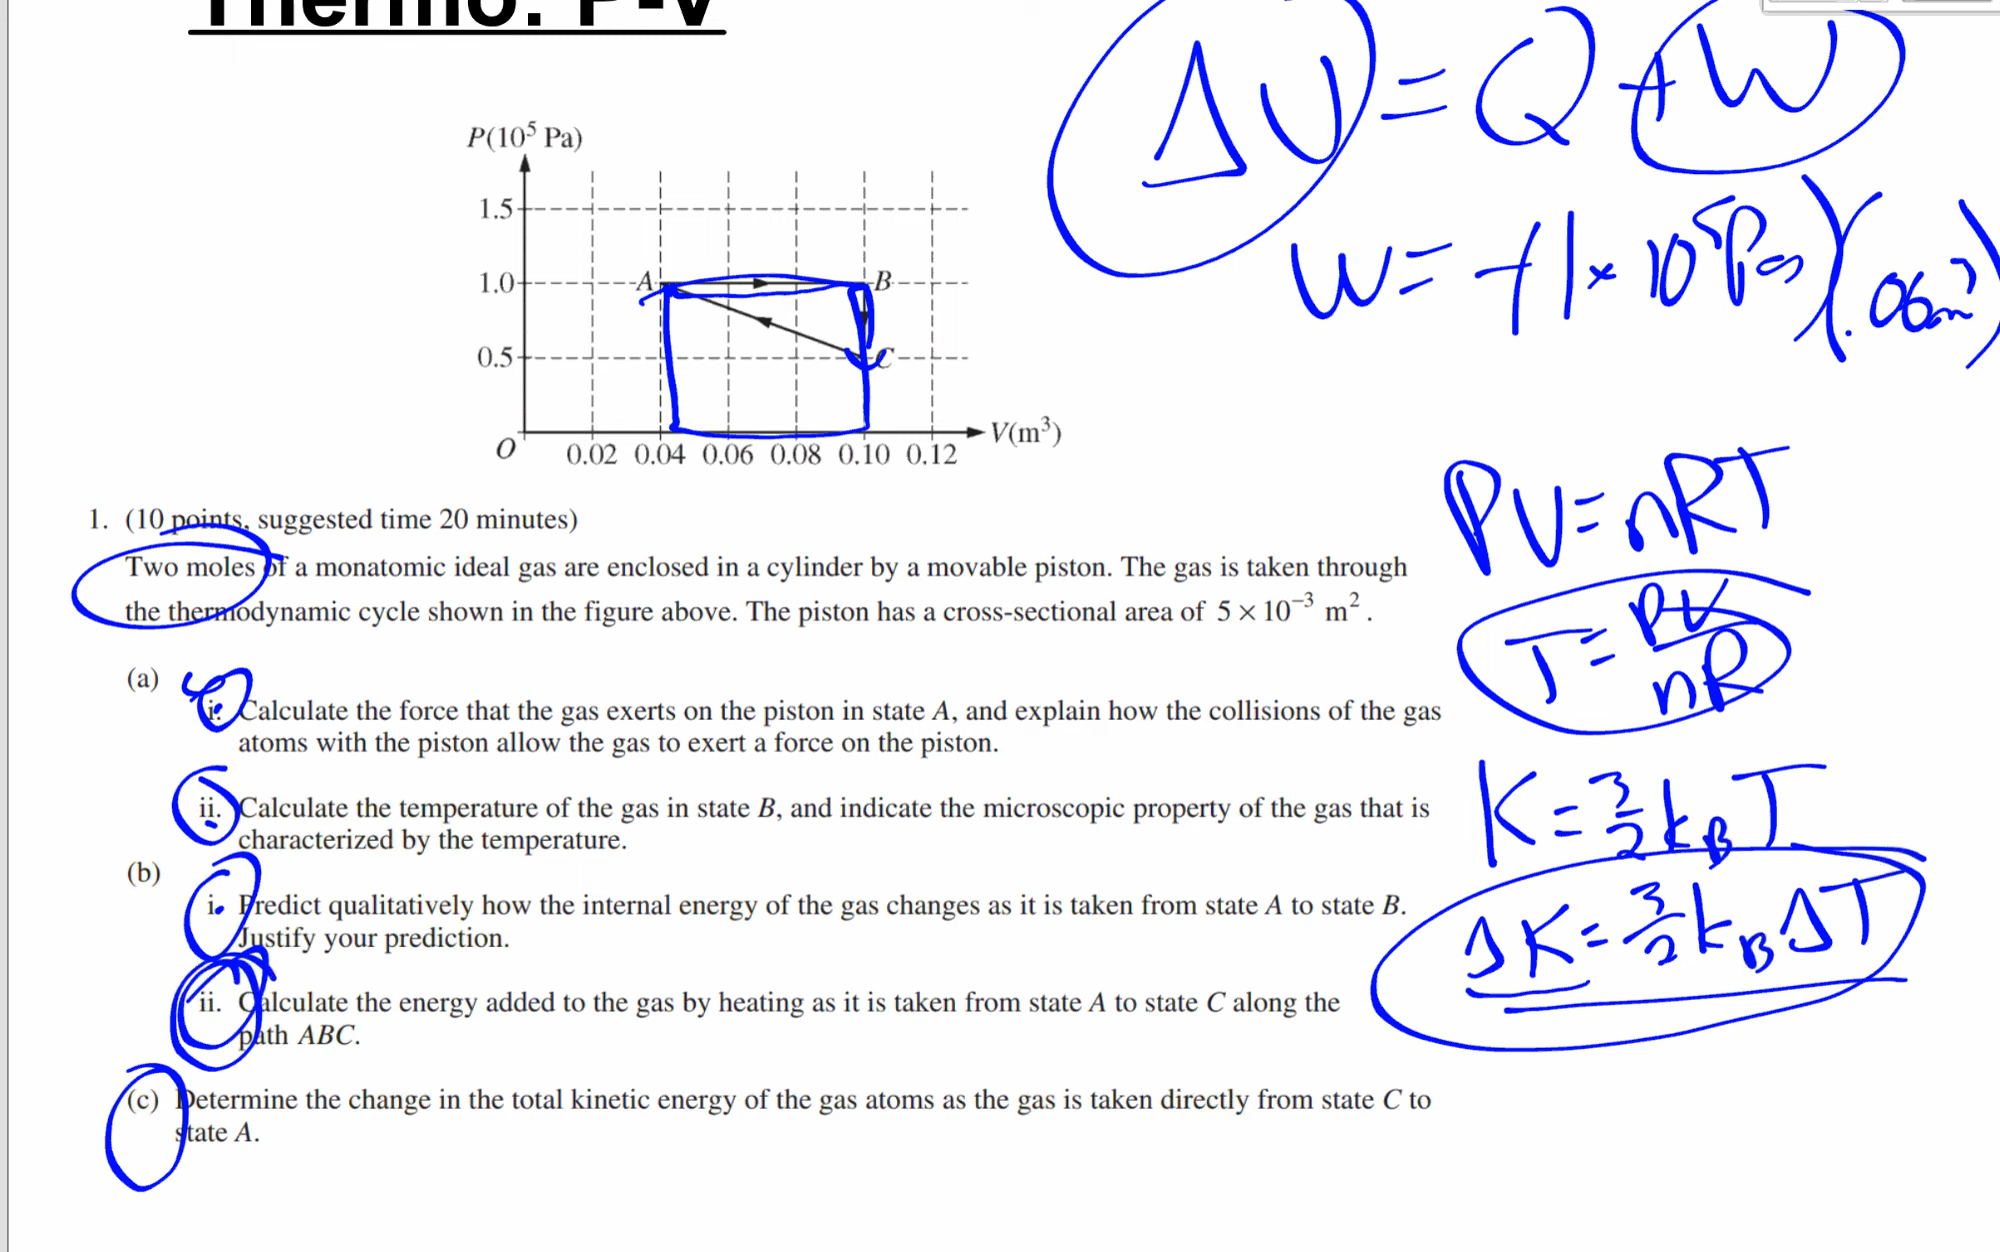 Thermo: P-V
ΔU = Q + W
W = -(1 × 10⁵ Pa)(.06 m³)
P(10⁵ Pa)
1.5
1.0
A
B
0.5
C
O
0.02 0.04 0.06 0.08 0.10 0.12
V(m³)
PV = nRT
T = PV/nR
K = 3/2 k_B T
ΔK = 3/2 k_B ΔT
1. (10 points, suggested time 20 minutes)
Two moles of a monatomic ideal gas are enclosed in a cylinder by a movable piston. The gas is taken through
the thermodynamic cycle shown in the figure above. The piston has a cross-sectional area of 5 × 10⁻³ m².
(a)
i. Calculate the force that the gas exerts on the piston in state A, and explain how the collisions of the gas
atoms with the piston allow the gas to exert a force on the piston.
ii. Calculate the temperature of the gas in state B, and indicate the microscopic property of the gas that is
characterized by the temperature.
(b)
i. Predict qualitatively how the internal energy of the gas changes as it is taken from state A to state B.
Justify your prediction.
ii. Calculate the energy added to the gas by heating as it is taken from state A to state C along the
path ABC.
(c) Determine the change in the total kinetic energy of the gas atoms as the gas is taken directly from state C to
state A.